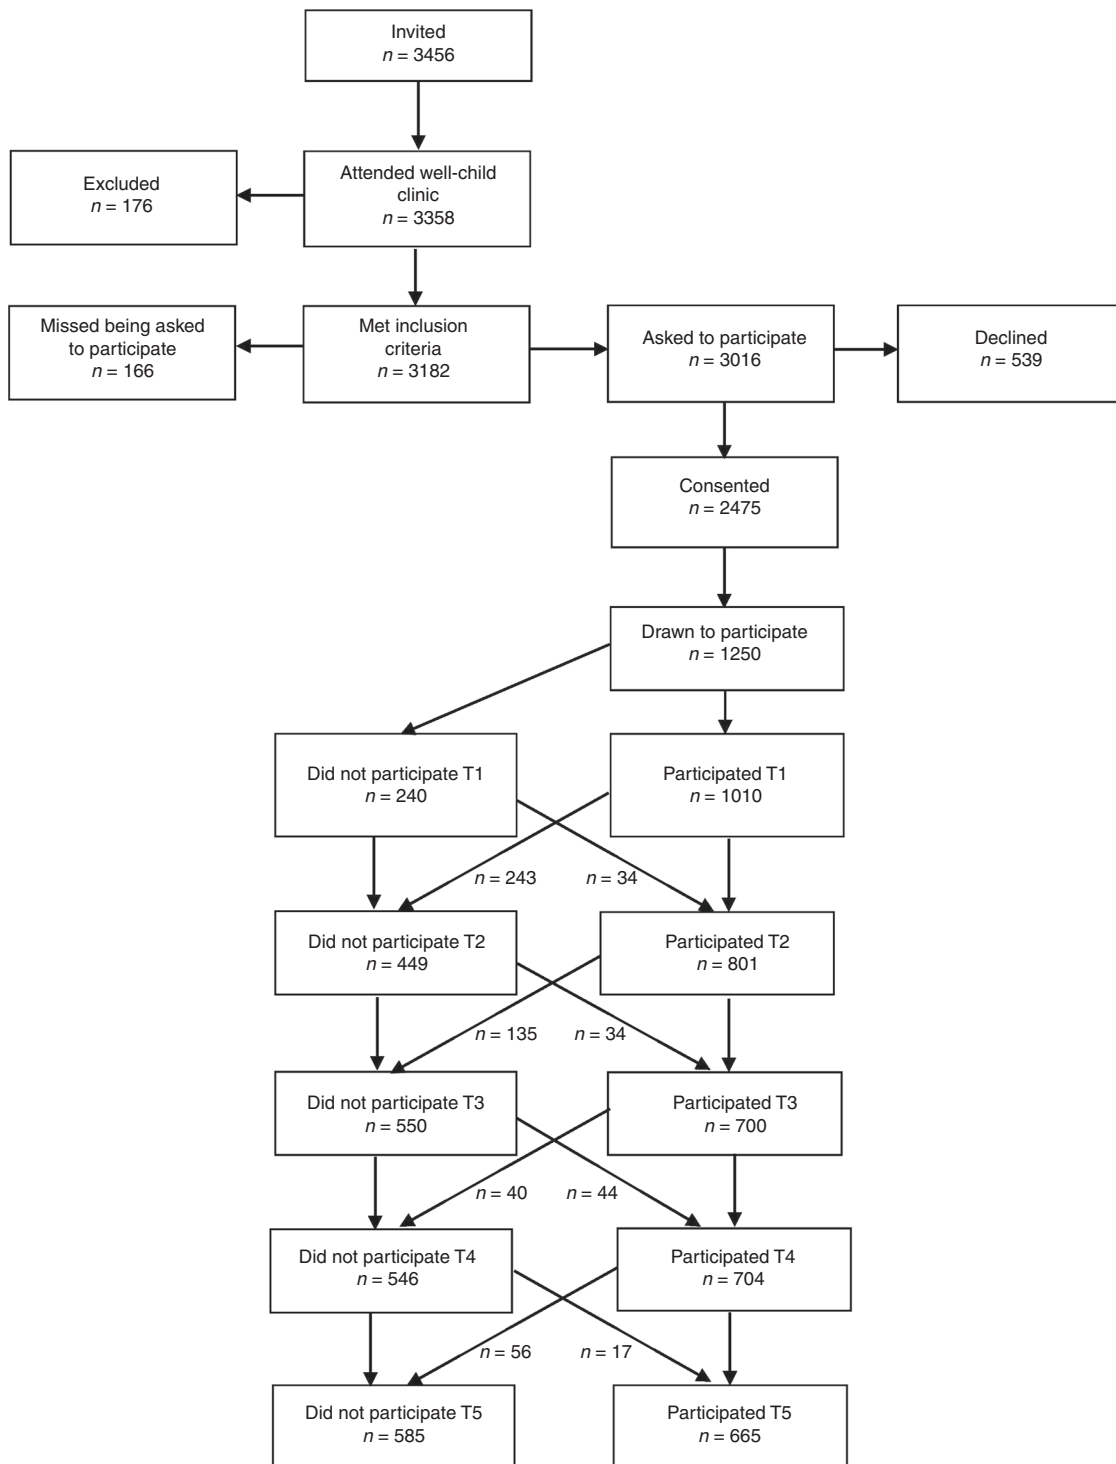 Invited
n = 3456
Attended well-child
clinic
n = 3358
Excluded
n = 176
Missed being asked
to participate
n = 166
Met inclusion
criteria
n = 3182
Asked to participate
n = 3016
Declined
n = 539
Consented
n = 2475
Drawn to participate
n = 1250
Did not participate T1
n = 240
Participated T1
n = 1010
n = 243
n = 34
Did not participate T2
n = 449
Participated T2
n = 801
n = 135
n = 34
Did not participate T3
n = 550
Participated T3
n = 700
n = 40
n = 44
Did not participate T4
n = 546
Participated T4
n = 704
n = 56
n = 17
Did not participate T5
n = 585
Participated T5
n = 665